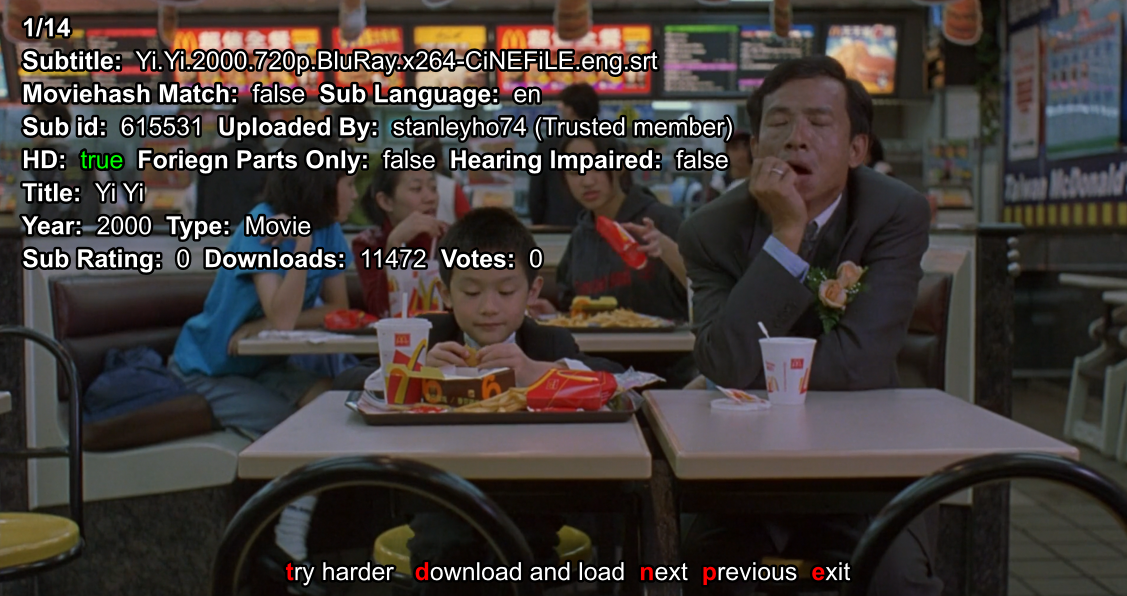 1/14
Subtitle: Yi.Yi.2000.720p.BluRay.x264-CiNEFiLE.eng.srt
Moviehash Match: false Sub Language: en
Sub id: 615531 Uploaded By: stanleyho74 (Trusted member)
HD: true Foriegn Parts Only: false Hearing Impaired: false
Title: Yi Yi
Year: 2000 Type: Movie
Sub Rating: 0 Downloads: 11472 Votes: 0
McDonald's
6
6
try harder download and load next previous exit